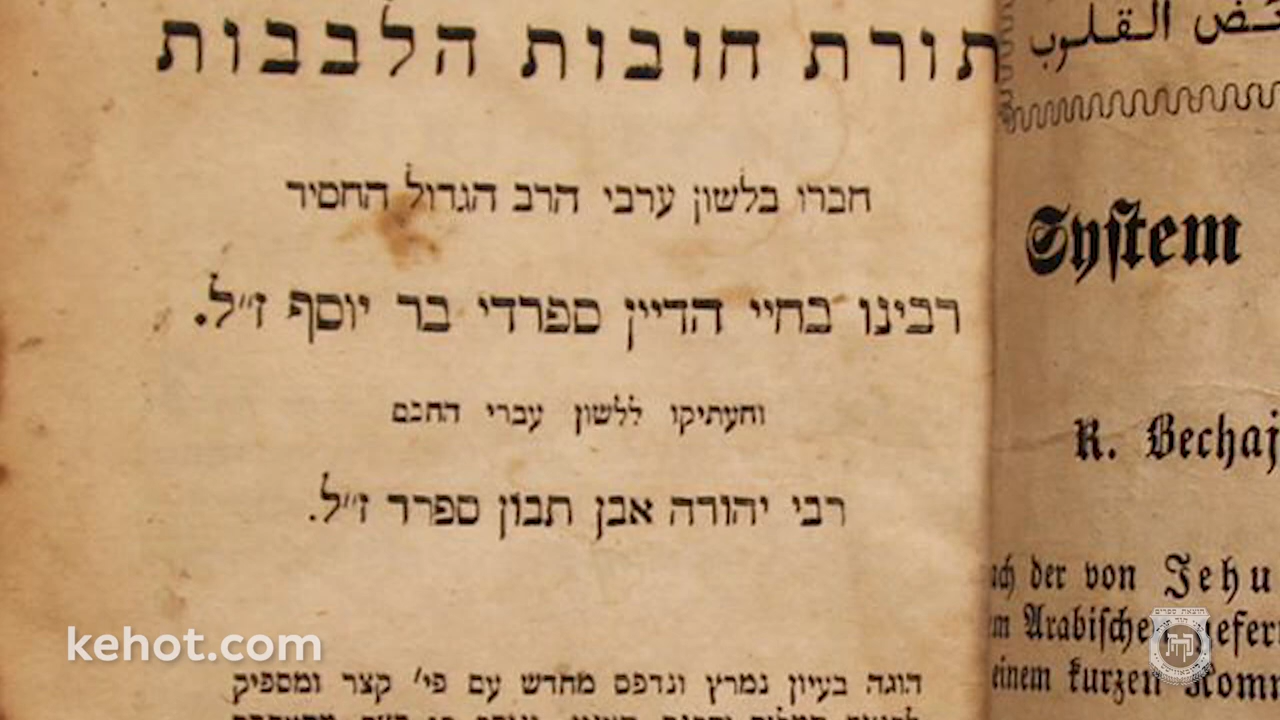 תורת חובות הלבבות
חברו בלשון ערבי הרב הגדול החסיד
רבינו בחיי הדיין ספרדי בר יוסף ז״ל.
והעתיקו ללשון עברי החכם
רבי יהודה אבן תבון ספרד ז״ל.
הוגה בעיון נמרץ ונדפס מחדש עם פי׳ קצר ומספיק
القلوب
System
R. Bechaj
der von Jehu
Arabische
einem kurzen Komm
kehot.com